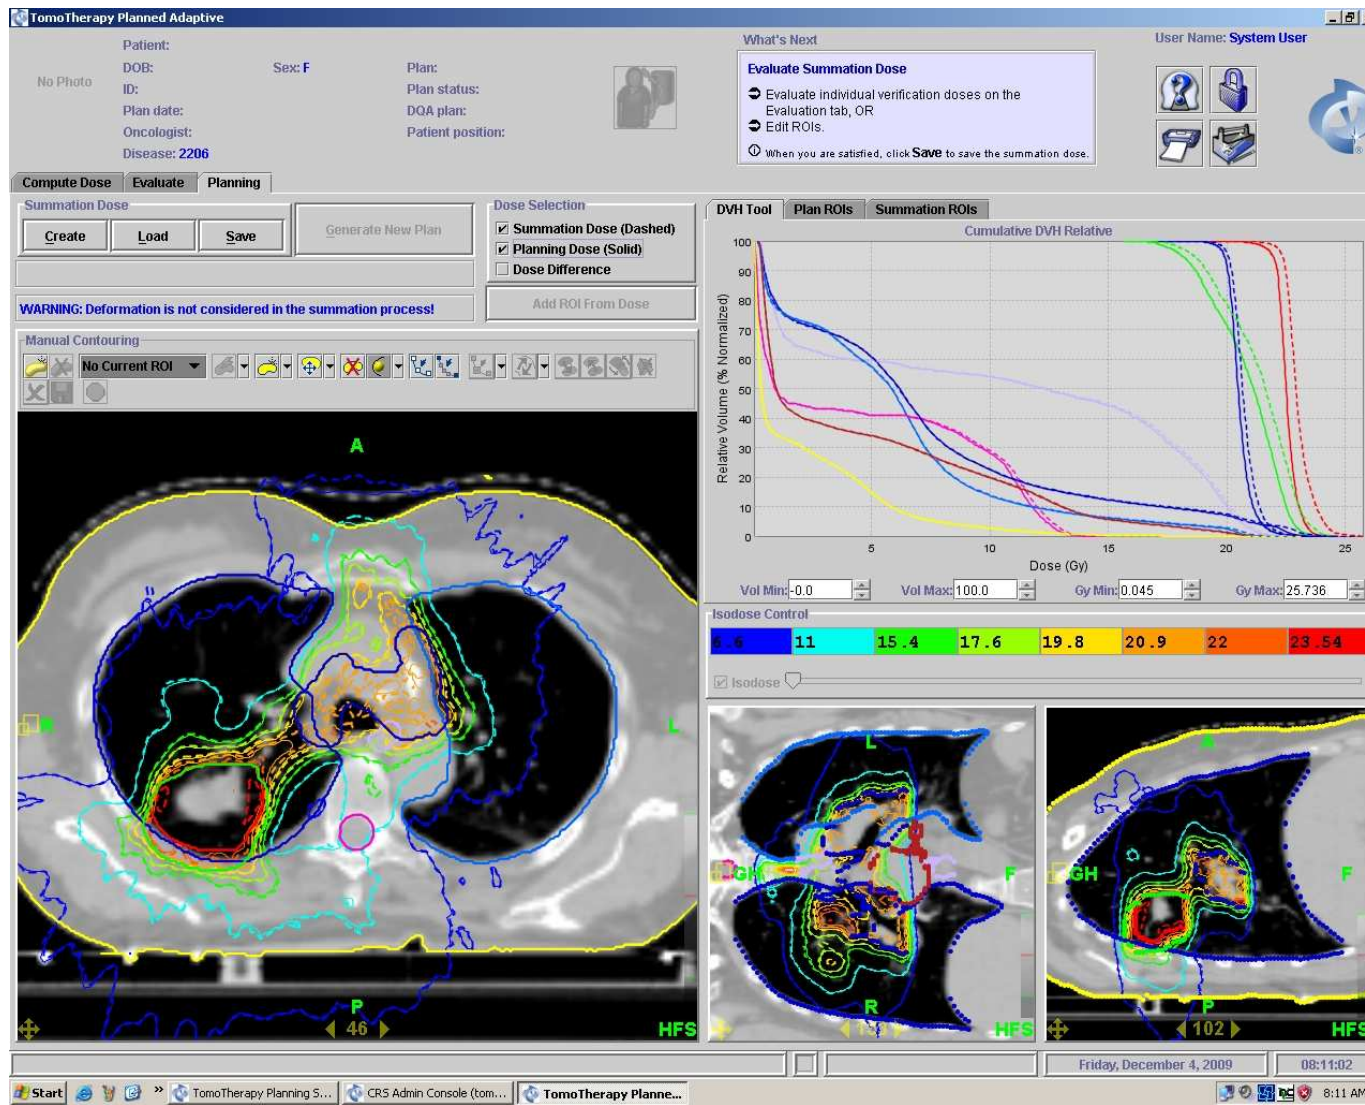 TomoTherapy Planned Adaptive
No Photo
Patient:
DOB:
Sex: F
ID:
Plan date:
Oncologist:
Disease: 2206
Plan:
Plan status:
DQA plan:
Patient position:
What's Next
Evaluate Summation Dose
Evaluate individual verification doses on the
Evaluation tab, OR
Edit ROIs.
When you are satisfied, click Save to save the summation dose.
User Name: System User
Compute Dose
Evaluate
Planning
Summation Dose
Create
Load
Save
Generate New Plan
WARNING: Deformation is not considered in the summation process!
Dose Selection
Summation Dose (Dashed)
Planning Dose (Solid)
Dose Difference
Add ROI From Dose
Manual Contouring
No Current ROI
A
L
P
46
HFS
DVH Tool
Plan ROIs
Summation ROIs
Cumulative DVH Relative
Relative Volume (% Normalized)
100
90
80
70
60
50
40
30
20
10
0
5
10
15
20
25
Dose (Gy)
Vol Min: -0.0
Vol Max: 100.0
Gy Min: 0.045
Gy Max: 25.736
Isodose Control
6.6
11
15.4
17.6
19.8
20.9
22
23.54
Isodose
L
GH
F
R
HFS
A
GH
F
P
102
HFS
Friday, December 4, 2009
08:11:02
Start
»
TomoTherapy Planning S...
CRS Admin Console (tom...
TomoTherapy Planne...
8:11 AM